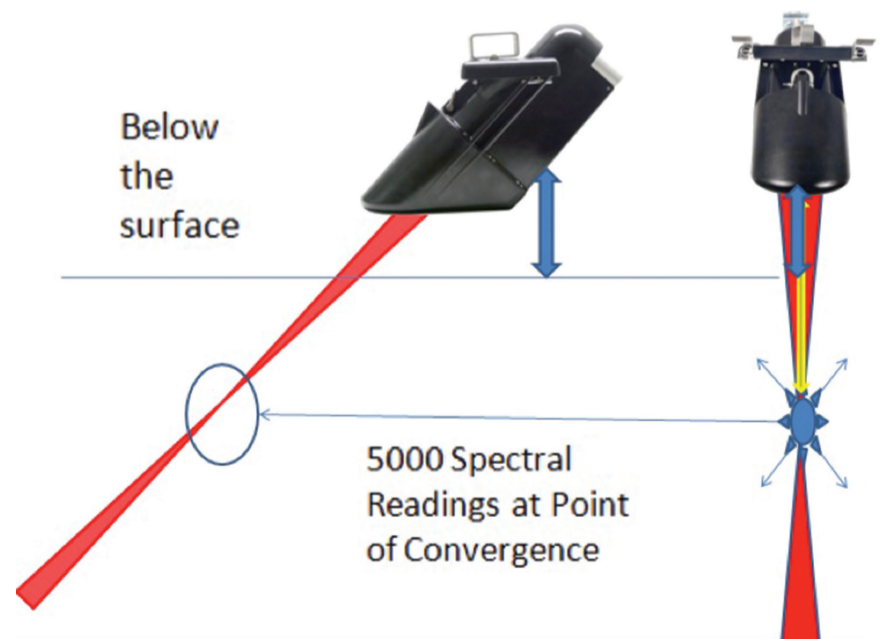 Below
the
surface
5000 Spectral
Readings at Point
of Convergence